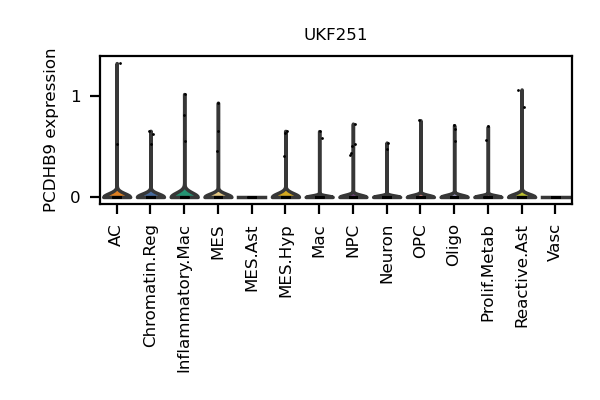 UKF251
PCDHB9 expression
1
0
AC
Chromatin.Reg
Inflammatory.Mac
MES
MES.Ast
MES.Hyp
Mac
NPC
Neuron
OPC
Oligo
Prolif.Metab
Reactive.Ast
Vasc